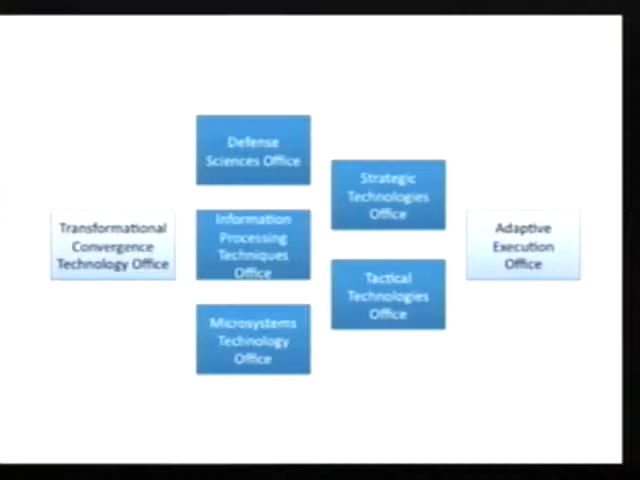 Defense
Sciences Office
Strategic
Technologies
Office
Transformational
Convergence
Technology Office
Information
Processing
Techniques
Office
Adaptive
Execution
Office
Tactical
Technologies
Office
Microsystems
Technology
Office